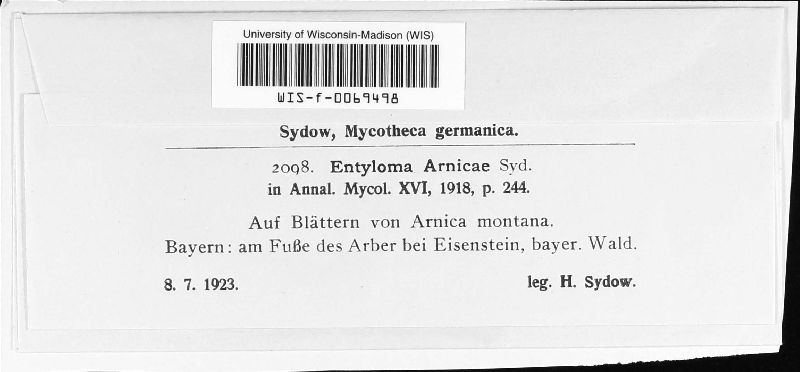 University of Wisconsin-Madison (WIS)
WIS-f-0069498
Sydow, Mycotheca germanica.
2098. Entyloma Arnicae Syd.
in Annal. Mycol. XVI, 1918, p. 244.
Auf Blättern von Arnica montana.
Bayern: am Fuße des Arber bei Eisenstein, bayer. Wald.
8. 7. 1923. leg. H. Sydow.